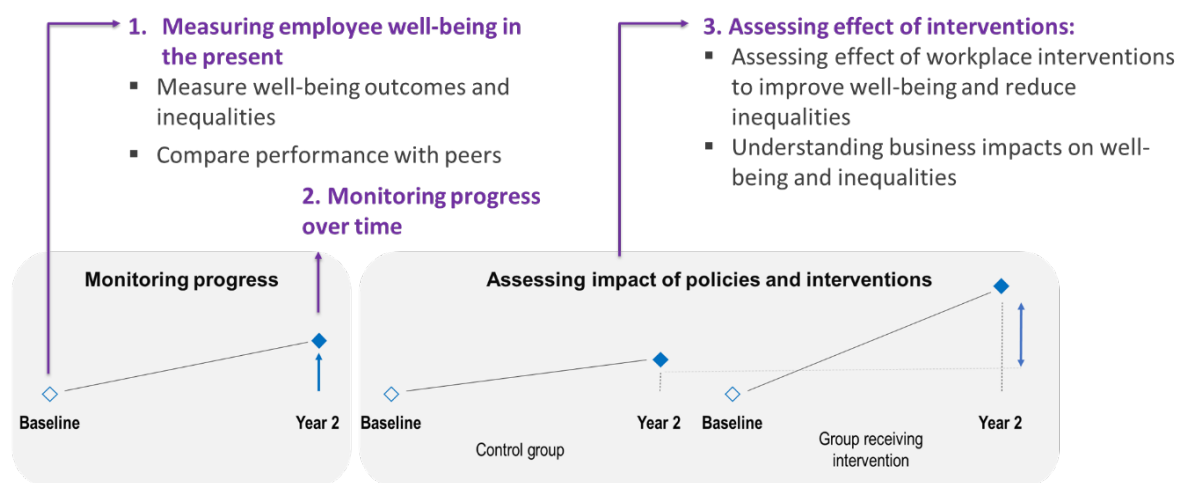 1. Measuring employee well-being in
the present
▪ Measure well-being outcomes and
inequalities
▪ Compare performance with peers
2. Monitoring progress
over time
3. Assessing effect of interventions:
▪ Assessing effect of workplace interventions
to improve well-being and reduce
inequalities
▪ Understanding business impacts on well-
being and inequalities
Monitoring progress
Baseline
Year 2
Assessing impact of policies and interventions
Baseline
Year 2
Control group
Baseline
Year 2
Group receiving
intervention